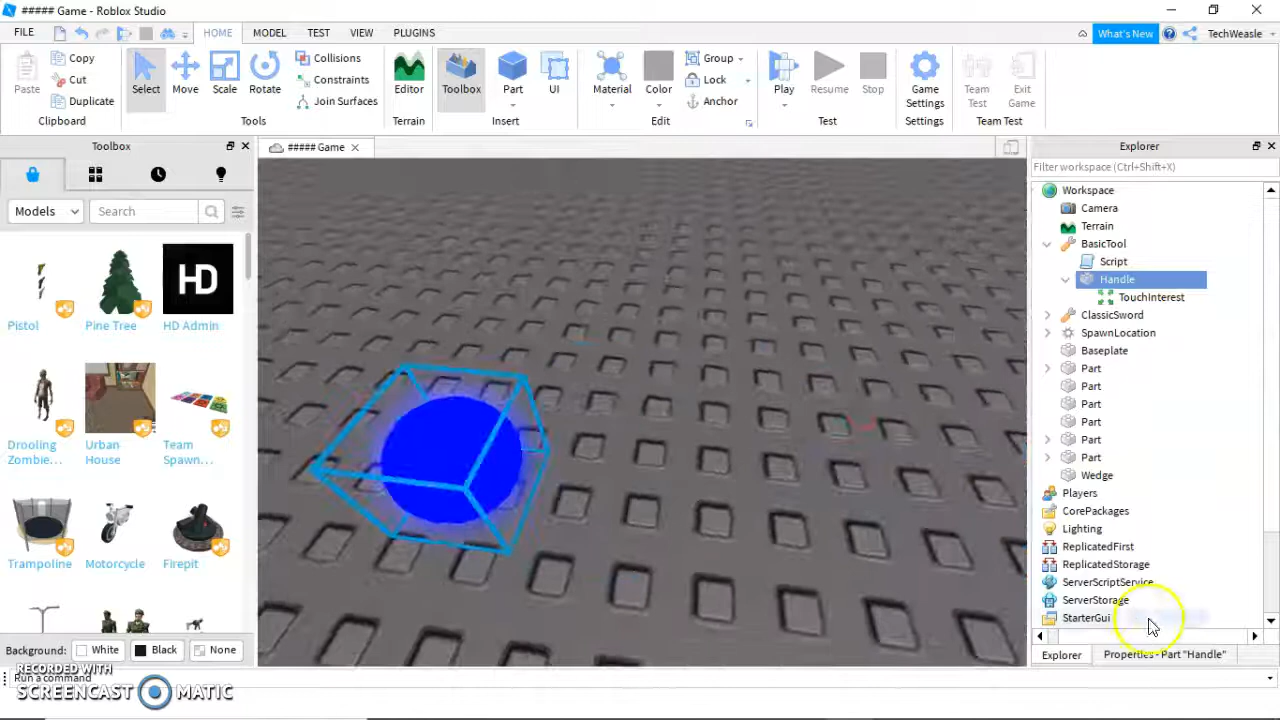 ##### Game - Roblox Studio
FILE HOME MODEL TEST VIEW PLUGINS What's New TechWeasle
Paste Copy Cut Duplicate Select Move Scale Rotate Collisions Constraints Join Surfaces Editor Toolbox Part UI Material Color Group Lock Anchor Play Resume Stop Game Settings Team Test Exit Game
Clipboard Tools Terrain Insert Edit Test Settings Team Test
Toolbox
##### Game
Explorer
Models Search
Filter workspace (Ctrl+Shift+X)
HD
Pistol Pine Tree HD Admin
Drooling Zombie... Urban House Team Spawn...
Trampoline Motorcycle Firepit
Workspace
Camera
Terrain
BasicTool
Script
Handle
TouchInterest
ClassicSword
SpawnLocation
Baseplate
Part
Part
Part
Part
Part
Part
Wedge
Players
CorePackages
Lighting
ReplicatedFirst
ReplicatedStorage
ServerScriptService
ServerStorage
StarterGui
Background: White Black None
Explorer Properties - Part "Handle"
Run a command
RECORDED WITH
SCREENCAST MATIC